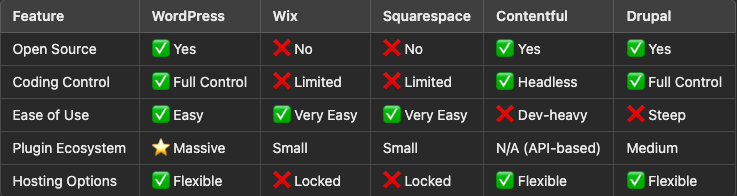 Feature WordPress Wix Squarespace Contentful Drupal
Open Source ✅ Yes ❌ No ❌ No ✅ Yes ✅ Yes
Coding Control ✅ Full Control ❌ Limited ❌ Limited ✅ Headless ✅ Full Control
Ease of Use ✅ Easy ✅ Very Easy ✅ Very Easy ❌ Dev-heavy ❌ Steep
Plugin Ecosystem ⭐ Massive Small Small N/A (API-based) Medium
Hosting Options ✅ Flexible ❌ Locked ❌ Locked ✅ Flexible ✅ Flexible